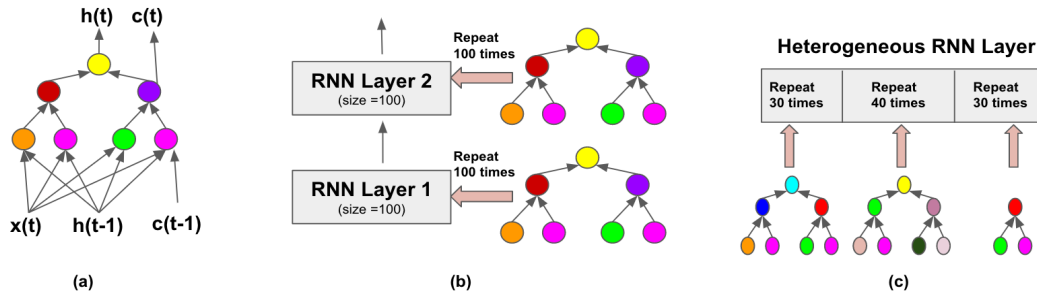 h(t) c(t)
x(t) h(t-1) c(t-1)
(a)
Repeat
100 times
RNN Layer 2
(size =100)
Repeat
100 times
RNN Layer 1
(size =100)
(b)
Heterogeneous RNN Layer
Repeat
30 times
Repeat
40 times
Repeat
30 times
(c)